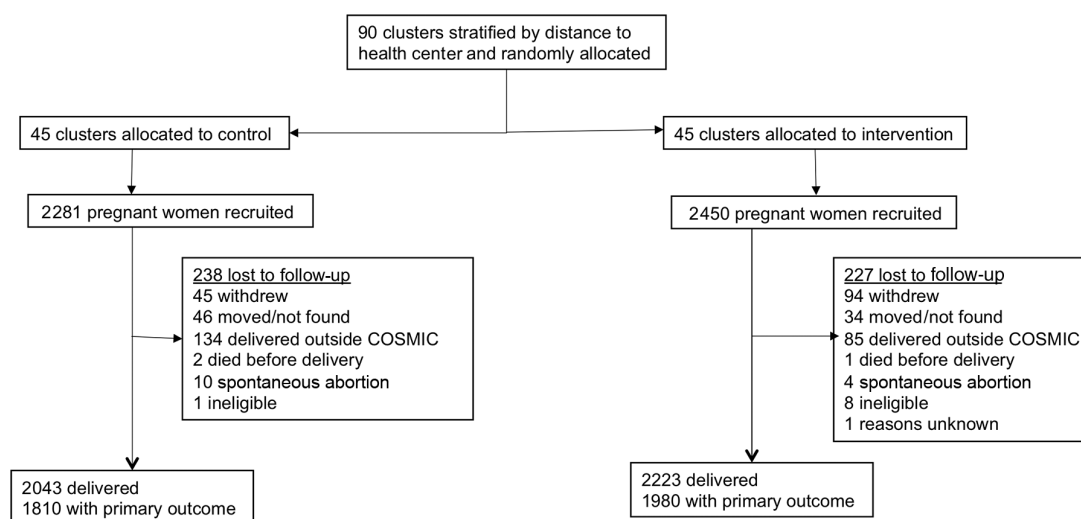 90 clusters stratified by distance to
health center and randomly allocated
45 clusters allocated to control
45 clusters allocated to intervention
2281 pregnant women recruited
2450 pregnant women recruited
238 lost to follow-up
45 withdrew
46 moved/not found
134 delivered outside COSMIC
2 died before delivery
10 spontaneous abortion
1 ineligible
227 lost to follow-up
94 withdrew
34 moved/not found
85 delivered outside COSMIC
1 died before delivery
4 spontaneous abortion
8 ineligible
1 reasons unknown
2043 delivered
1810 with primary outcome
2223 delivered
1980 with primary outcome